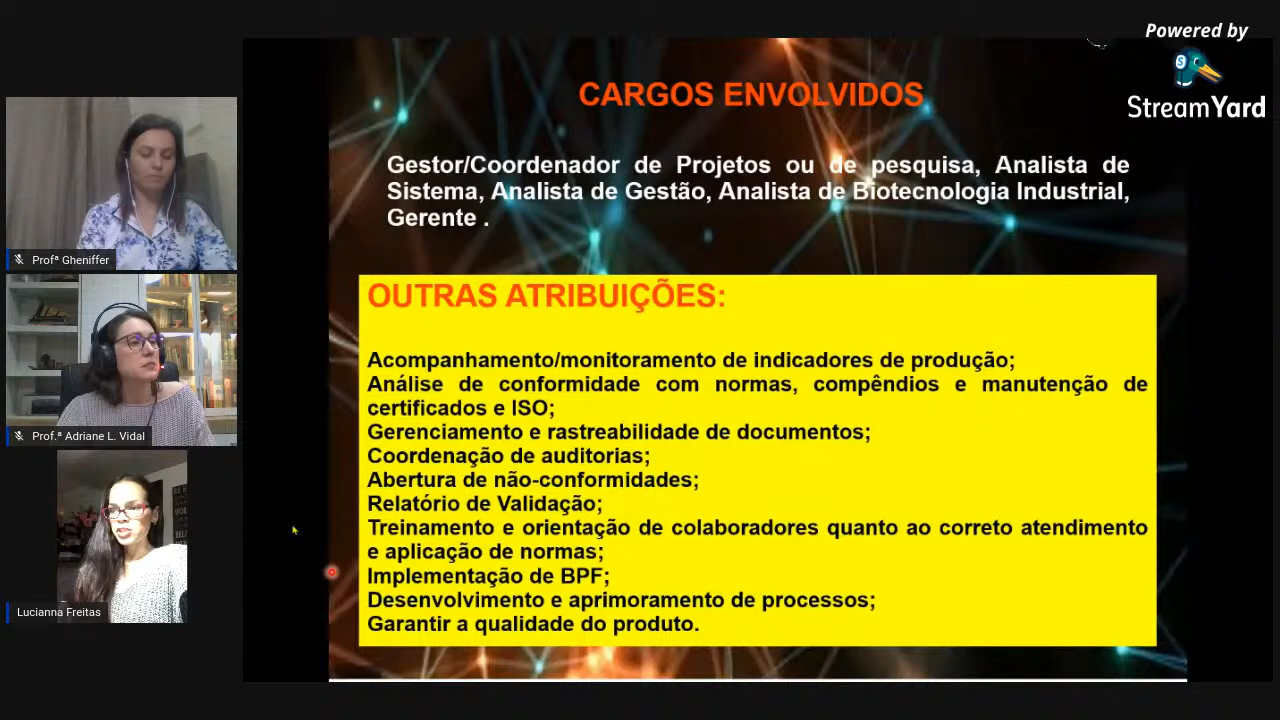 Powered by
StreamYard
CARGOS ENVOLVIDOS
Gestor/Coordenador de Projetos ou de pesquisa, Analista de
Sistema, Analista de Gestão, Analista de Biotecnologia Industrial,
Gerente .
OUTRAS ATRIBUIÇÕES:
Acompanhamento/monitoramento de indicadores de produção;
Análise de conformidade com normas, compêndios e manutenção de
certificados e ISO;
Gerenciamento e rastreabilidade de documentos;
Coordenação de auditorias;
Abertura de não-conformidades;
Relatório de Validação;
Treinamento e orientação de colaboradores quanto ao correto atendimento
e aplicação de normas;
Implementação de BPF;
Desenvolvimento e aprimoramento de processos;
Garantir a qualidade do produto.
Profª Gheniffer
Prof.ª Adriane L. Vidal
Lucianna Freitas